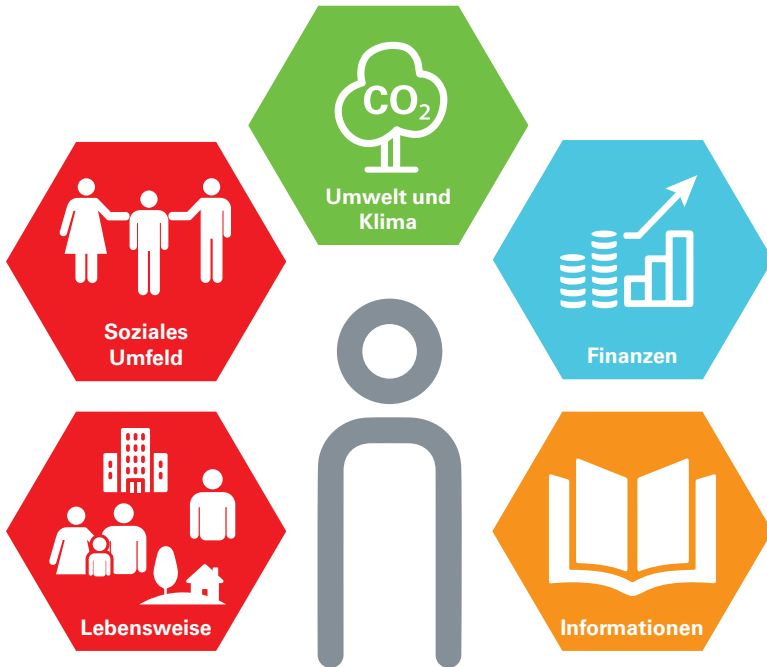 CO₂
Umwelt und
Klima
Soziales
Umfeld
Finanzen
Lebensweise
Informationen